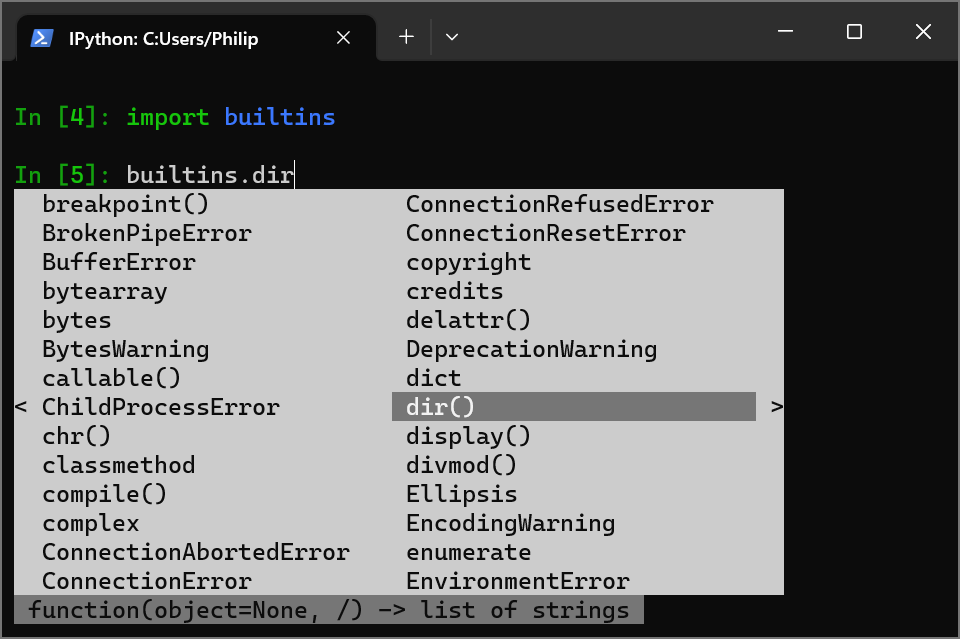 IPython: C:Users/Philip
In [4]: import builtins
In [5]: builtins.dir
breakpoint() ConnectionRefusedError
BrokenPipeError ConnectionResetError
BufferError copyright
bytearray credits
bytes delattr()
BytesWarning DeprecationWarning
callable() dict
< ChildProcessError dir() >
chr() display()
classmethod divmod()
compile() Ellipsis
complex EncodingWarning
ConnectionAbortedError enumerate
ConnectionError EnvironmentError
function(object=None, /) -> list of strings